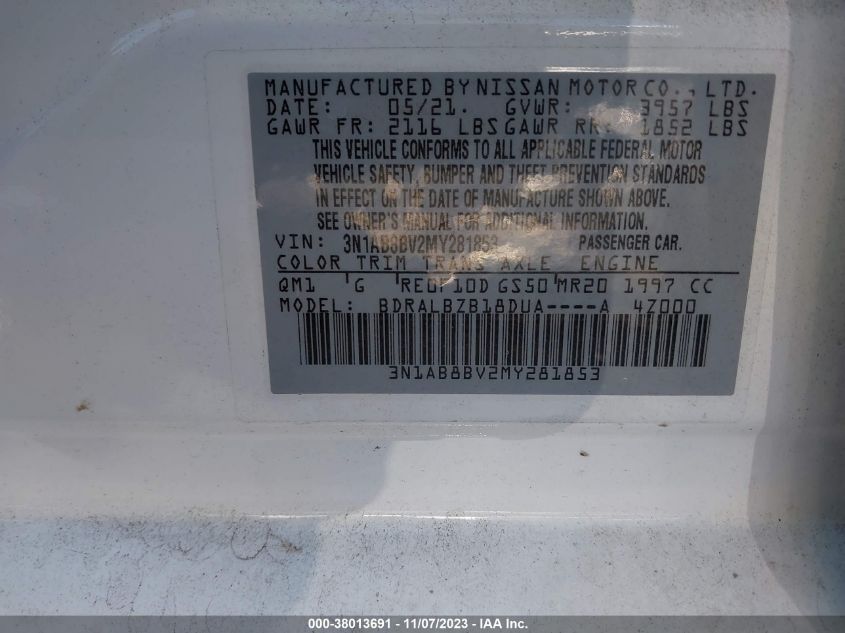 MANUFACTURED BY NISSAN MOTOR CO., LTD.
DATE: 05/21. GVWR: 3957 LBS
GAWR FR: 2116 LBS GAWR RR: 1852 LBS
THIS VEHICLE CONFORMS TO ALL APPLICABLE FEDERAL MOTOR
VEHICLE SAFETY, BUMPER AND THEFT PREVENTION STANDARDS
IN EFFECT ON THE DATE OF MANUFACTURE SHOWN ABOVE.
SEE OWNER'S MANUAL FOR ADDITIONAL INFORMATION.
VIN: 3N1AB8BV2MY281853 PASSENGER CAR.
COLOR TRIM TRANS AXLE ENGINE
QM1 G RE0F10D GS50 MR20 1997 CC
MODEL: BDRALBZB18DUA----A 4Z000
3N1AB8BV2MY281853
000-38013691 - 11/07/2023 - IAA Inc.